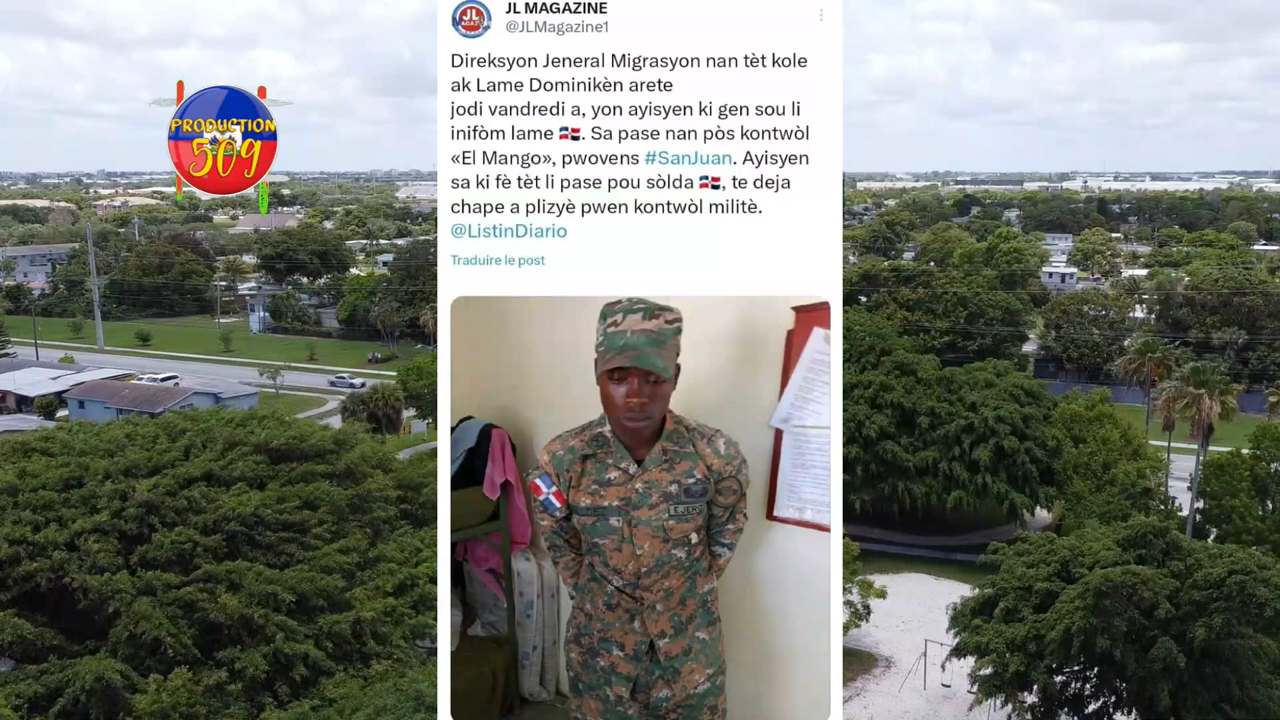 PRODUCTION
509
JL MAGAZINE
@JLMagazine1
Direksyon Jeneral Migrasyon nan tèt kole
ak Lame Dominikèn arete
jodi vandredi a, yon ayisyen ki gen sou li
inifòm lame 🇩🇴. Sa pase nan pòs kontwòl
«El Mango», pwovens #SanJuan. Ayisyen
sa ki fè tèt li pase pou sòlda 🇩🇴, te deja
chape a plizyè pwen kontwòl militè.
@ListinDiario
Traduire le post